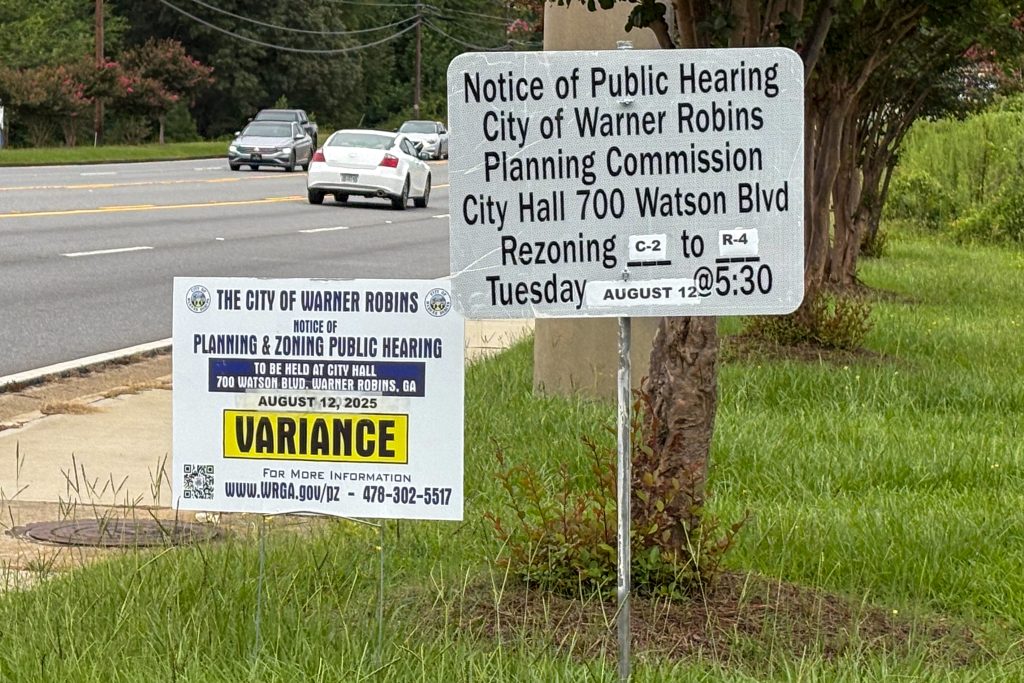 Notice of Public Hearing
City of Warner Robins
Planning Commission
City Hall 700 Watson Blvd
Rezoning C-2 to R-4
Tuesday AUGUST 12 @5:30
THE CITY OF WARNER ROBINS
NOTICE OF
PLANNING & ZONING PUBLIC HEARING
TO BE HELD AT CITY HALL
700 WATSON BLVD, WARNER ROBINS, GA
AUGUST 12, 2025
VARIANCE
FOR MORE INFORMATION
WWW.WRGA.gov/pz - 478-302-5517